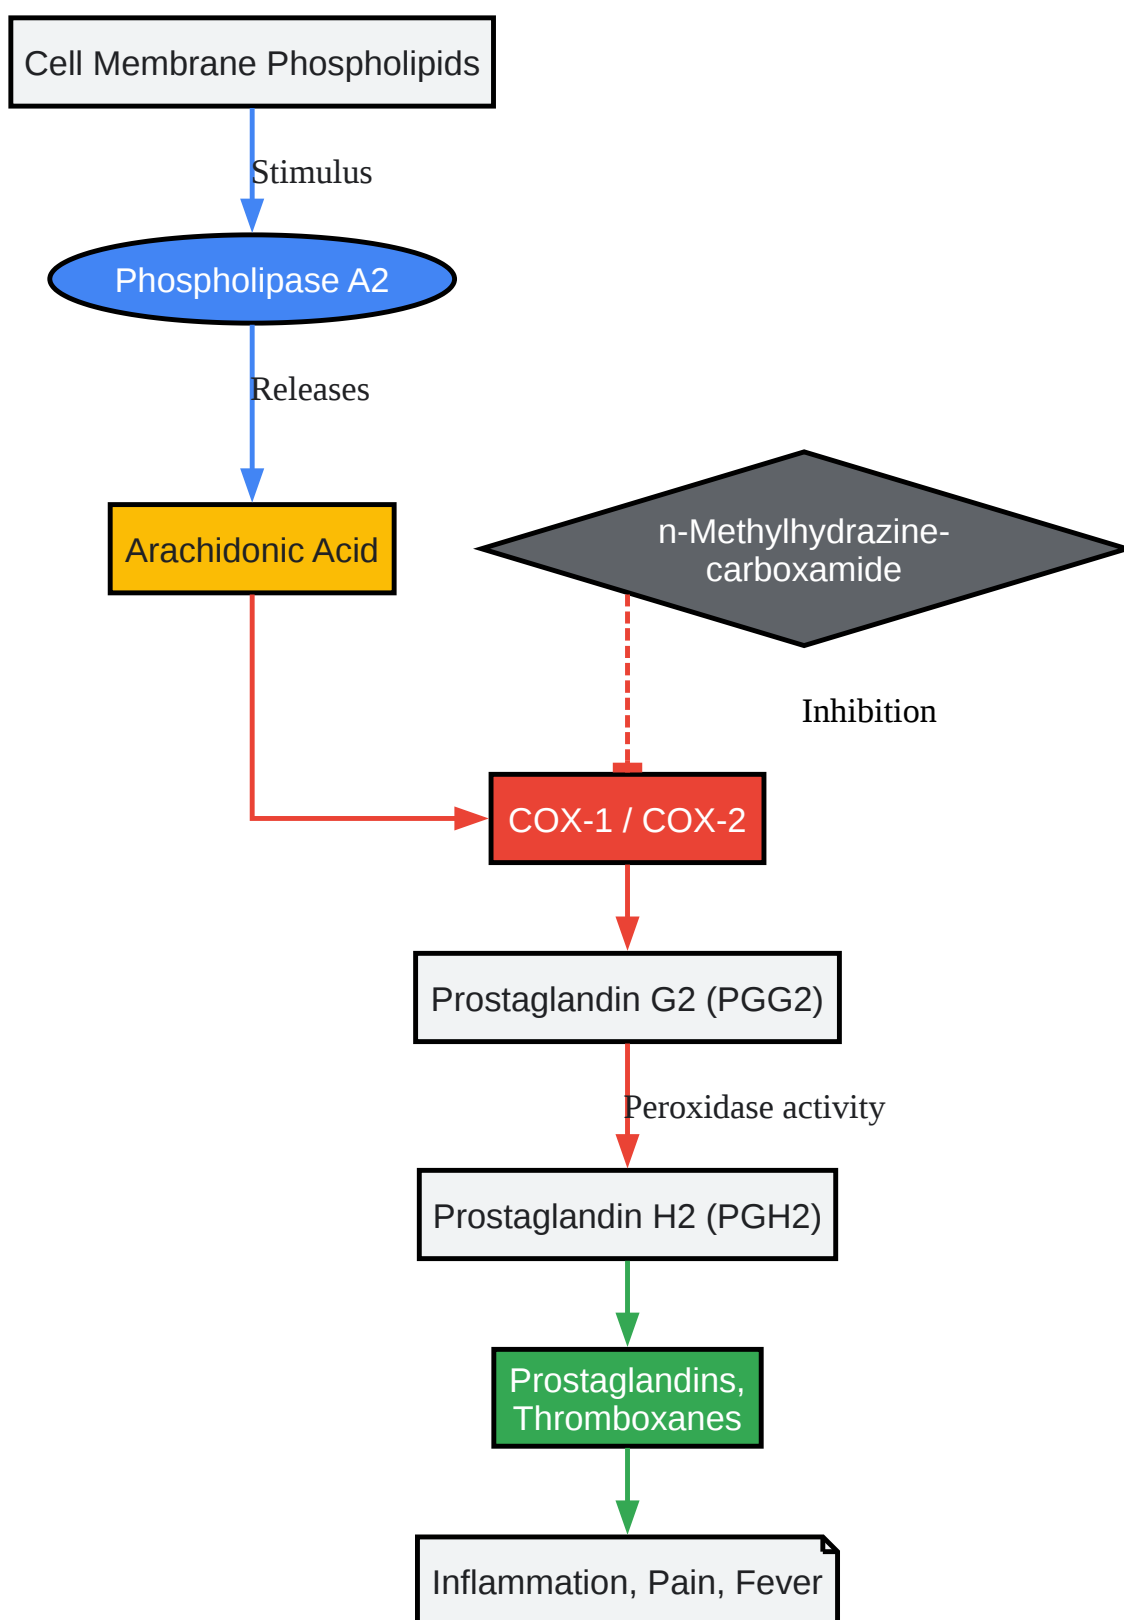 Cell Membrane Phospholipids
Stimulus
Phospholipase A2
Releases
Arachidonic Acid
n-Methylhydrazine-
carboxamide
Inhibition
COX-1 / COX-2
Prostaglandin G2 (PGG2)
Peroxidase activity
Prostaglandin H2 (PGH2)
Prostaglandins,
Thromboxanes
Inflammation, Pain, Fever